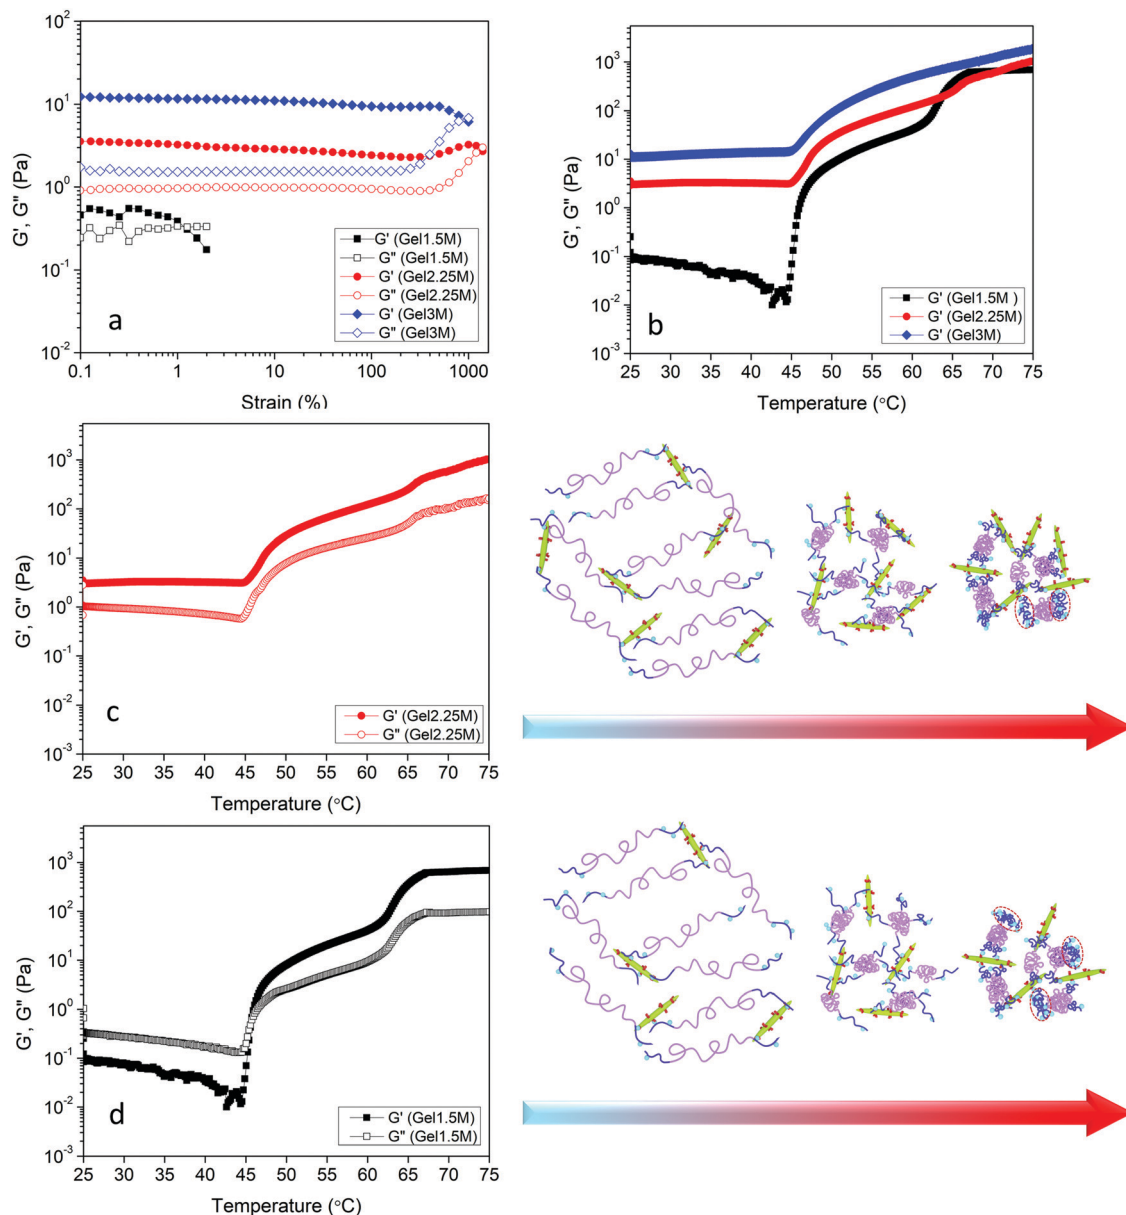 10²
10¹
10⁰
10⁻¹
10⁻²
G', G" (Pa)
0.1 1 10 100 1000
Strain (%)
G' (Gel1.5M)
G" (Gel1.5M)
G' (Gel2.25M)
G" (Gel2.25M)
G' (Gel3M)
G" (Gel3M)
a
10³
10²
10¹
10⁰
10⁻¹
10⁻²
10⁻³
G', G" (Pa)
25 30 35 40 45 50 55 60 65 70 75
Temperature (°C)
G' (Gel1.5M )
G' (Gel2.25M)
G' (Gel3M)
b
10³
10²
10¹
10⁰
10⁻¹
10⁻²
10⁻³
G', G" (Pa)
25 30 35 40 45 50 55 60 65 70 75
Temperature (°C)
G' (Gel2.25M)
G" (Gel2.25M)
c
10³
10²
10¹
10⁰
10⁻¹
10⁻²
10⁻³
G', G" (Pa)
25 30 35 40 45 50 55 60 65 70 75
Temperature (°C)
G' (Gel1.5M)
G" (Gel1.5M)
d